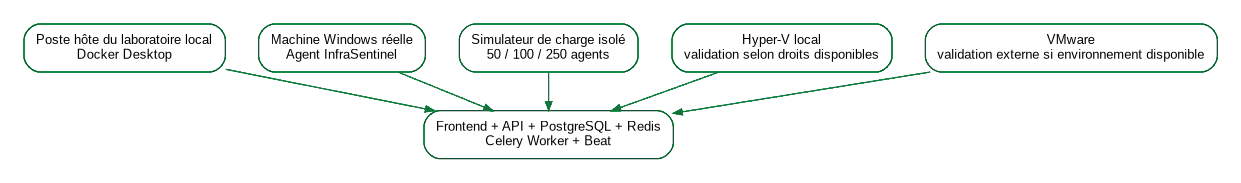 Poste hôte du laboratoire local
Docker Desktop
Machine Windows réelle
Agent InfraSentinel
Simulateur de charge isolé
50 / 100 / 250 agents
Hyper-V local
validation selon droits disponibles
VMware
validation externe si environnement disponible
Frontend + API + PostgreSQL + Redis
Celery Worker + Beat